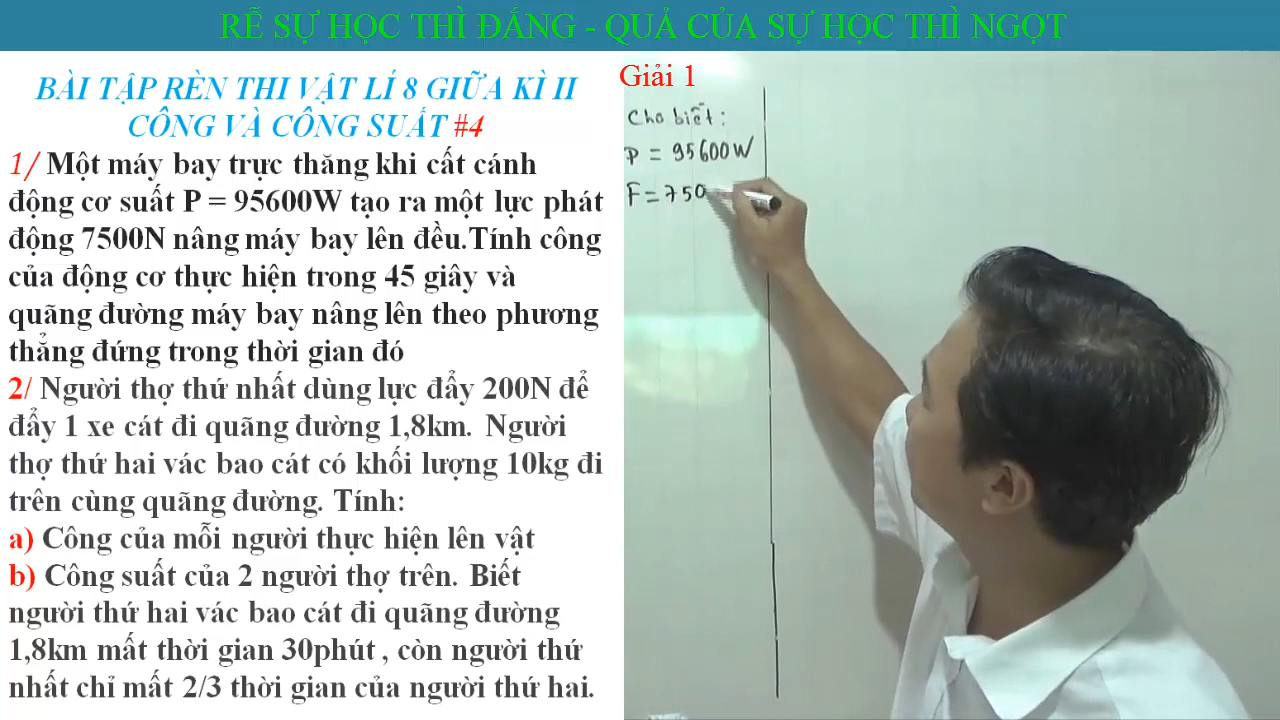 RỄ SỰ HỌC THÌ ĐẮNG - QUẢ CỦA SỰ HỌC THÌ NGỌT
BÀI TẬP RÈN THI VẬT LÍ 8 GIỮA KÌ II
CÔNG VÀ CÔNG SUẤT #4
1/ Một máy bay trực thăng khi cất cánh
động cơ suất P = 95600W tạo ra một lực phát
động 7500N nâng máy bay lên đều.Tính công
của động cơ thực hiện trong 45 giây và
quãng đường máy bay nâng lên theo phương
thẳng đứng trong thời gian đó
2/ Người thợ thứ nhất dùng lực đẩy 200N để
đẩy 1 xe cát đi quãng đường 1,8km. Người
thợ thứ hai vác bao cát có khối lượng 10kg đi
trên cùng quãng đường. Tính:
a) Công của mỗi người thực hiện lên vật
b) Công suất của 2 người thợ trên. Biết
người thứ hai vác bao cát đi quãng đường
1,8km mất thời gian 30phút , còn người thứ
nhất chỉ mất 2/3 thời gian của người thứ hai.
Giải 1
Cho biết:
P = 95600W
F = 750